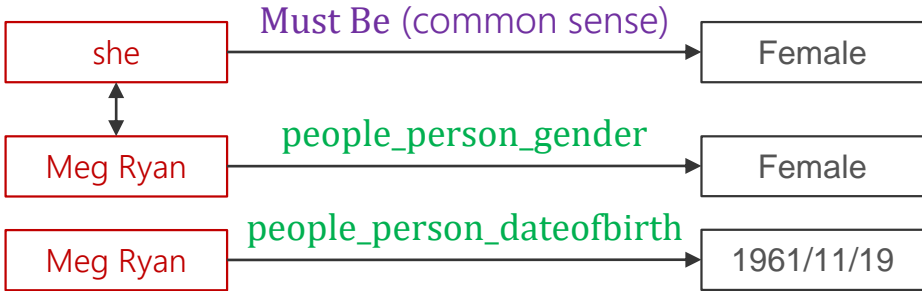 Must Be (common sense)
she
Female
people_person_gender
Meg Ryan
Female
people_person_dateofbirth
Meg Ryan
1961/11/19